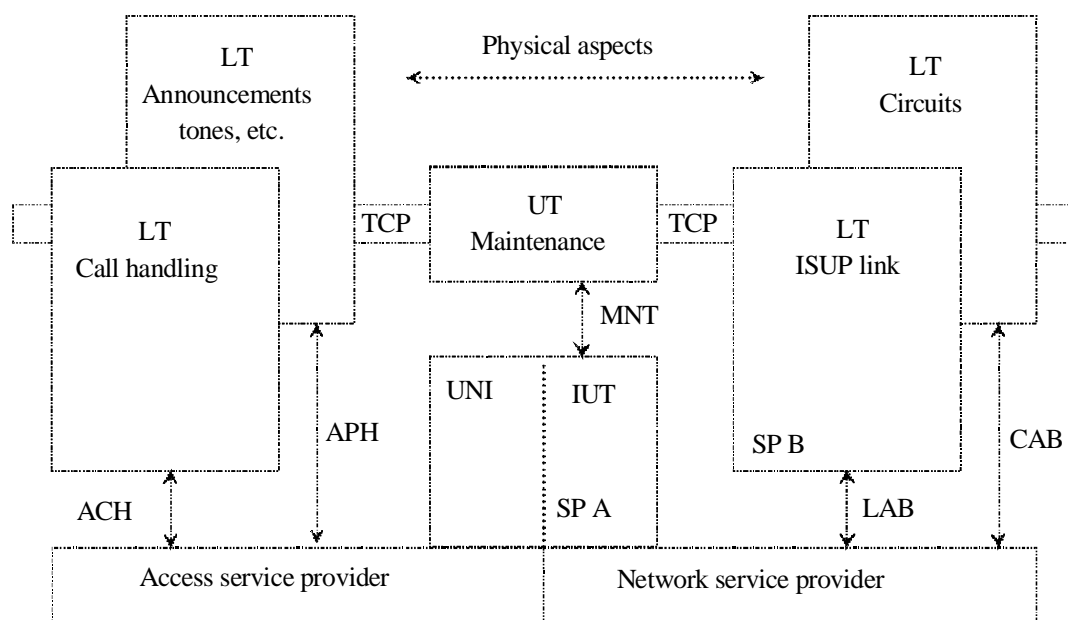 Physical aspects
LT
Announcements
tones, etc.
LT
Circuits
LT
Call handling
TCP
UT
Maintenance
TCP
LT
ISUP link
MNT
UNI
IUT
APH
SP B
CAB
ACH
SP A
LAB
Access service provider
Network service provider